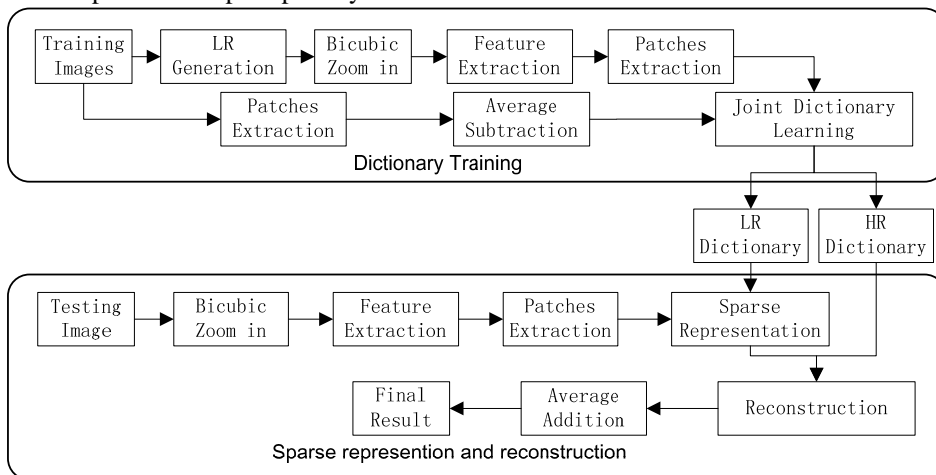 Training
Images
LR
Generation
Bicubic
Zoom in
Feature
Extraction
Patches
Extraction
Patches
Extraction
Average
Subtraction
Joint Dictionary
Learning
Dictionary Training
LR
Dictionary
HR
Dictionary
Testing
Image
Bicubic
Zoom in
Feature
Extraction
Patches
Extraction
Sparse
Representation
Final
Result
Average
Addition
Reconstruction
Sparse represention and reconstruction